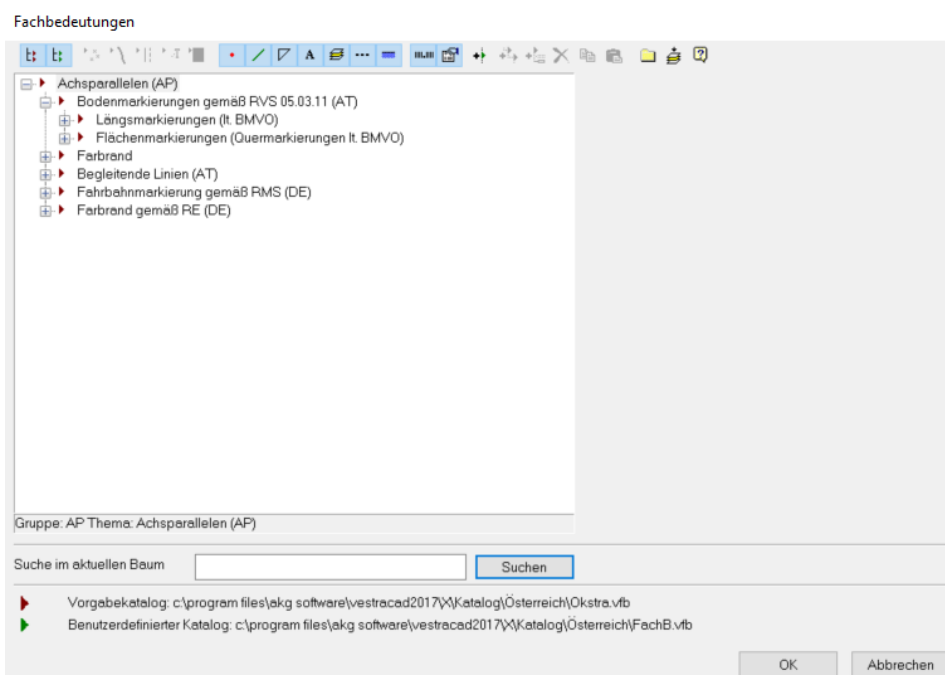 Fachbedeutungen
Achsparallelen (AP)
Bodenmarkierungen gemäß RVS 05.03.11 (AT)
Längsmarkierungen (lt. BMVO)
Flächenmarkierungen (Quermarkierungen lt. BMVO)
Farbrand
Begleitende Linien (AT)
Fahrbahnmarkierung gemäß RMS (DE)
Farbrand gemäß RE (DE)
Gruppe: AP Thema: Achsparallelen (AP)
Suche im aktuellen Baum
Suchen
Vorgabekatalog: c:\program files\akg software\vestracad2017\X\Katalog\Österreich\Okstra.vfb
Benutzerdefinierter Katalog: c:\program files\akg software\vestracad2017\X\Katalog\Österreich\FachB.vfb
OK Abbrechen